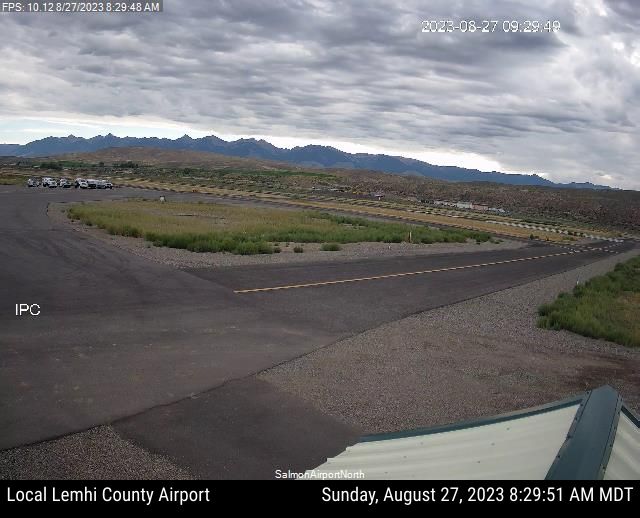 FPS: 10.12 8/27/2023 8:29:48 AM
2023-08-27 09:29:49
IPC
SalmonAirportNorth
Local Lemhi County Airport Sunday, August 27, 2023 8:29:51 AM MDT